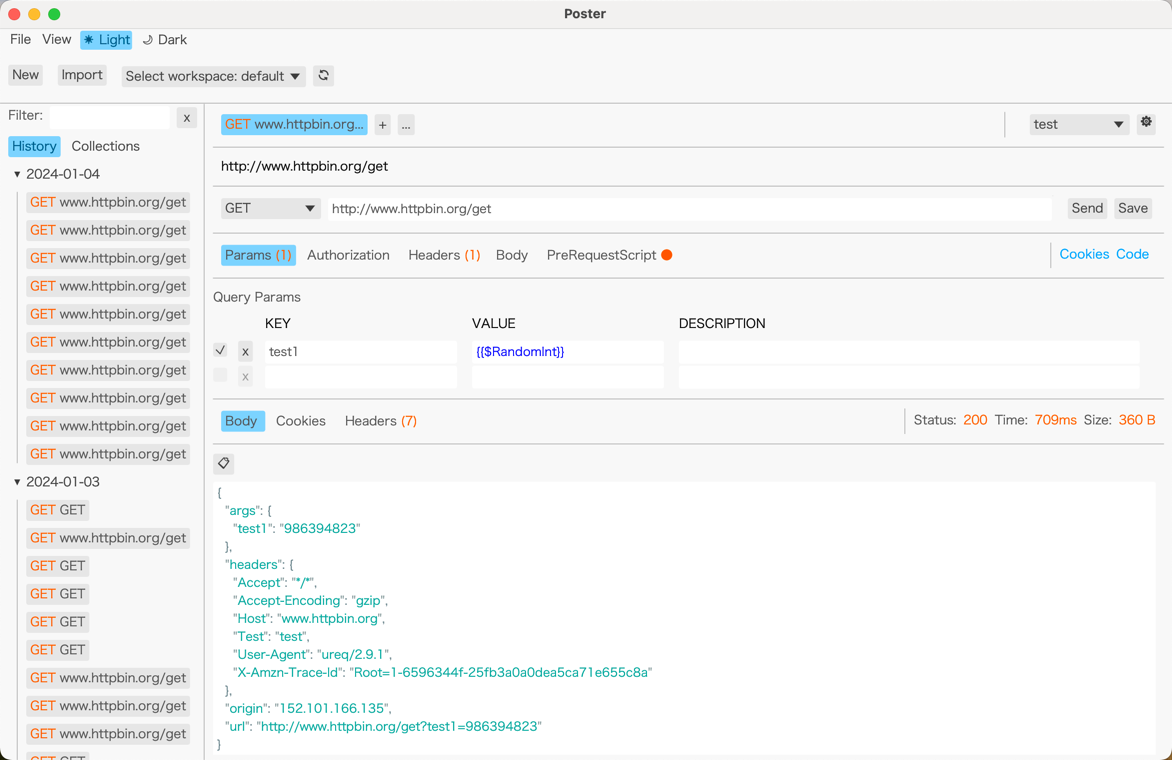 Poster
File View ☀ Light 🌙 Dark
New Import Select workspace: default ▼
Filter: x
History Collections
▼ 2024-01-04
GET www.httpbin.org/get
GET www.httpbin.org/get
GET www.httpbin.org/get
GET www.httpbin.org/get
GET www.httpbin.org/get
GET www.httpbin.org/get
GET www.httpbin.org/get
GET www.httpbin.org/get
GET www.httpbin.org/get
GET www.httpbin.org/get
▼ 2024-01-03
GET GET
GET www.httpbin.org/get
GET GET
GET GET
GET GET
GET GET
GET www.httpbin.org/get
GET www.httpbin.org/get
GET www.httpbin.org/get
GET GET
GET www.httpbin.org... + ... test ▼
http://www.httpbin.org/get
GET ▼ http://www.httpbin.org/get Send Save
Params (1) Authorization Headers (1) Body PreRequestScript Cookies Code
Query Params
KEY VALUE DESCRIPTION
✓ x test1 {{$RandomInt}}
x
Body Cookies Headers (7) Status: 200 Time: 709ms Size: 360 B
{
"args": {
"test1": "986394823"
},
"headers": {
"Accept": "*/*",
"Accept-Encoding": "gzip",
"Host": "www.httpbin.org",
"Test": "test",
"User-Agent": "ureq/2.9.1",
"X-Amzn-Trace-Id": "Root=1-6596344f-25fb3a0a0dea5ca71e655c8a"
},
"origin": "152.101.166.135",
"url": "http://www.httpbin.org/get?test1=986394823"
}